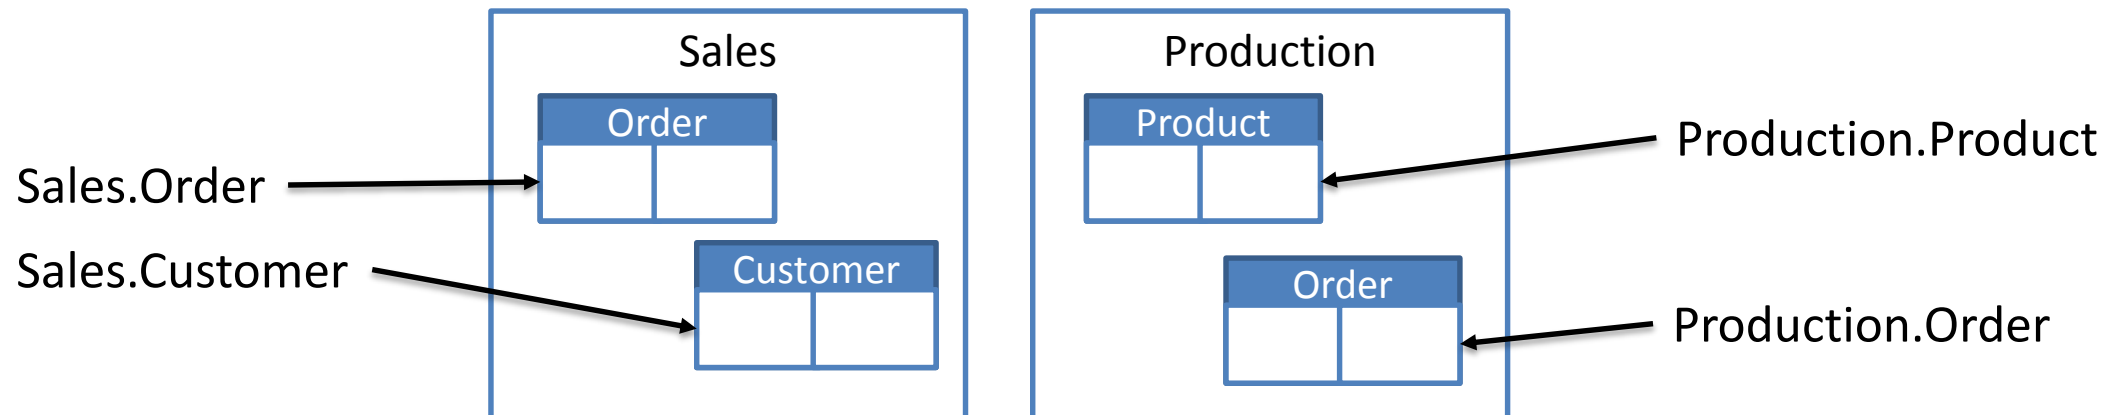 Sales
Production
Order
Product
Production.Product
Sales.Order
Sales.Customer
Customer
Order
Production.Order